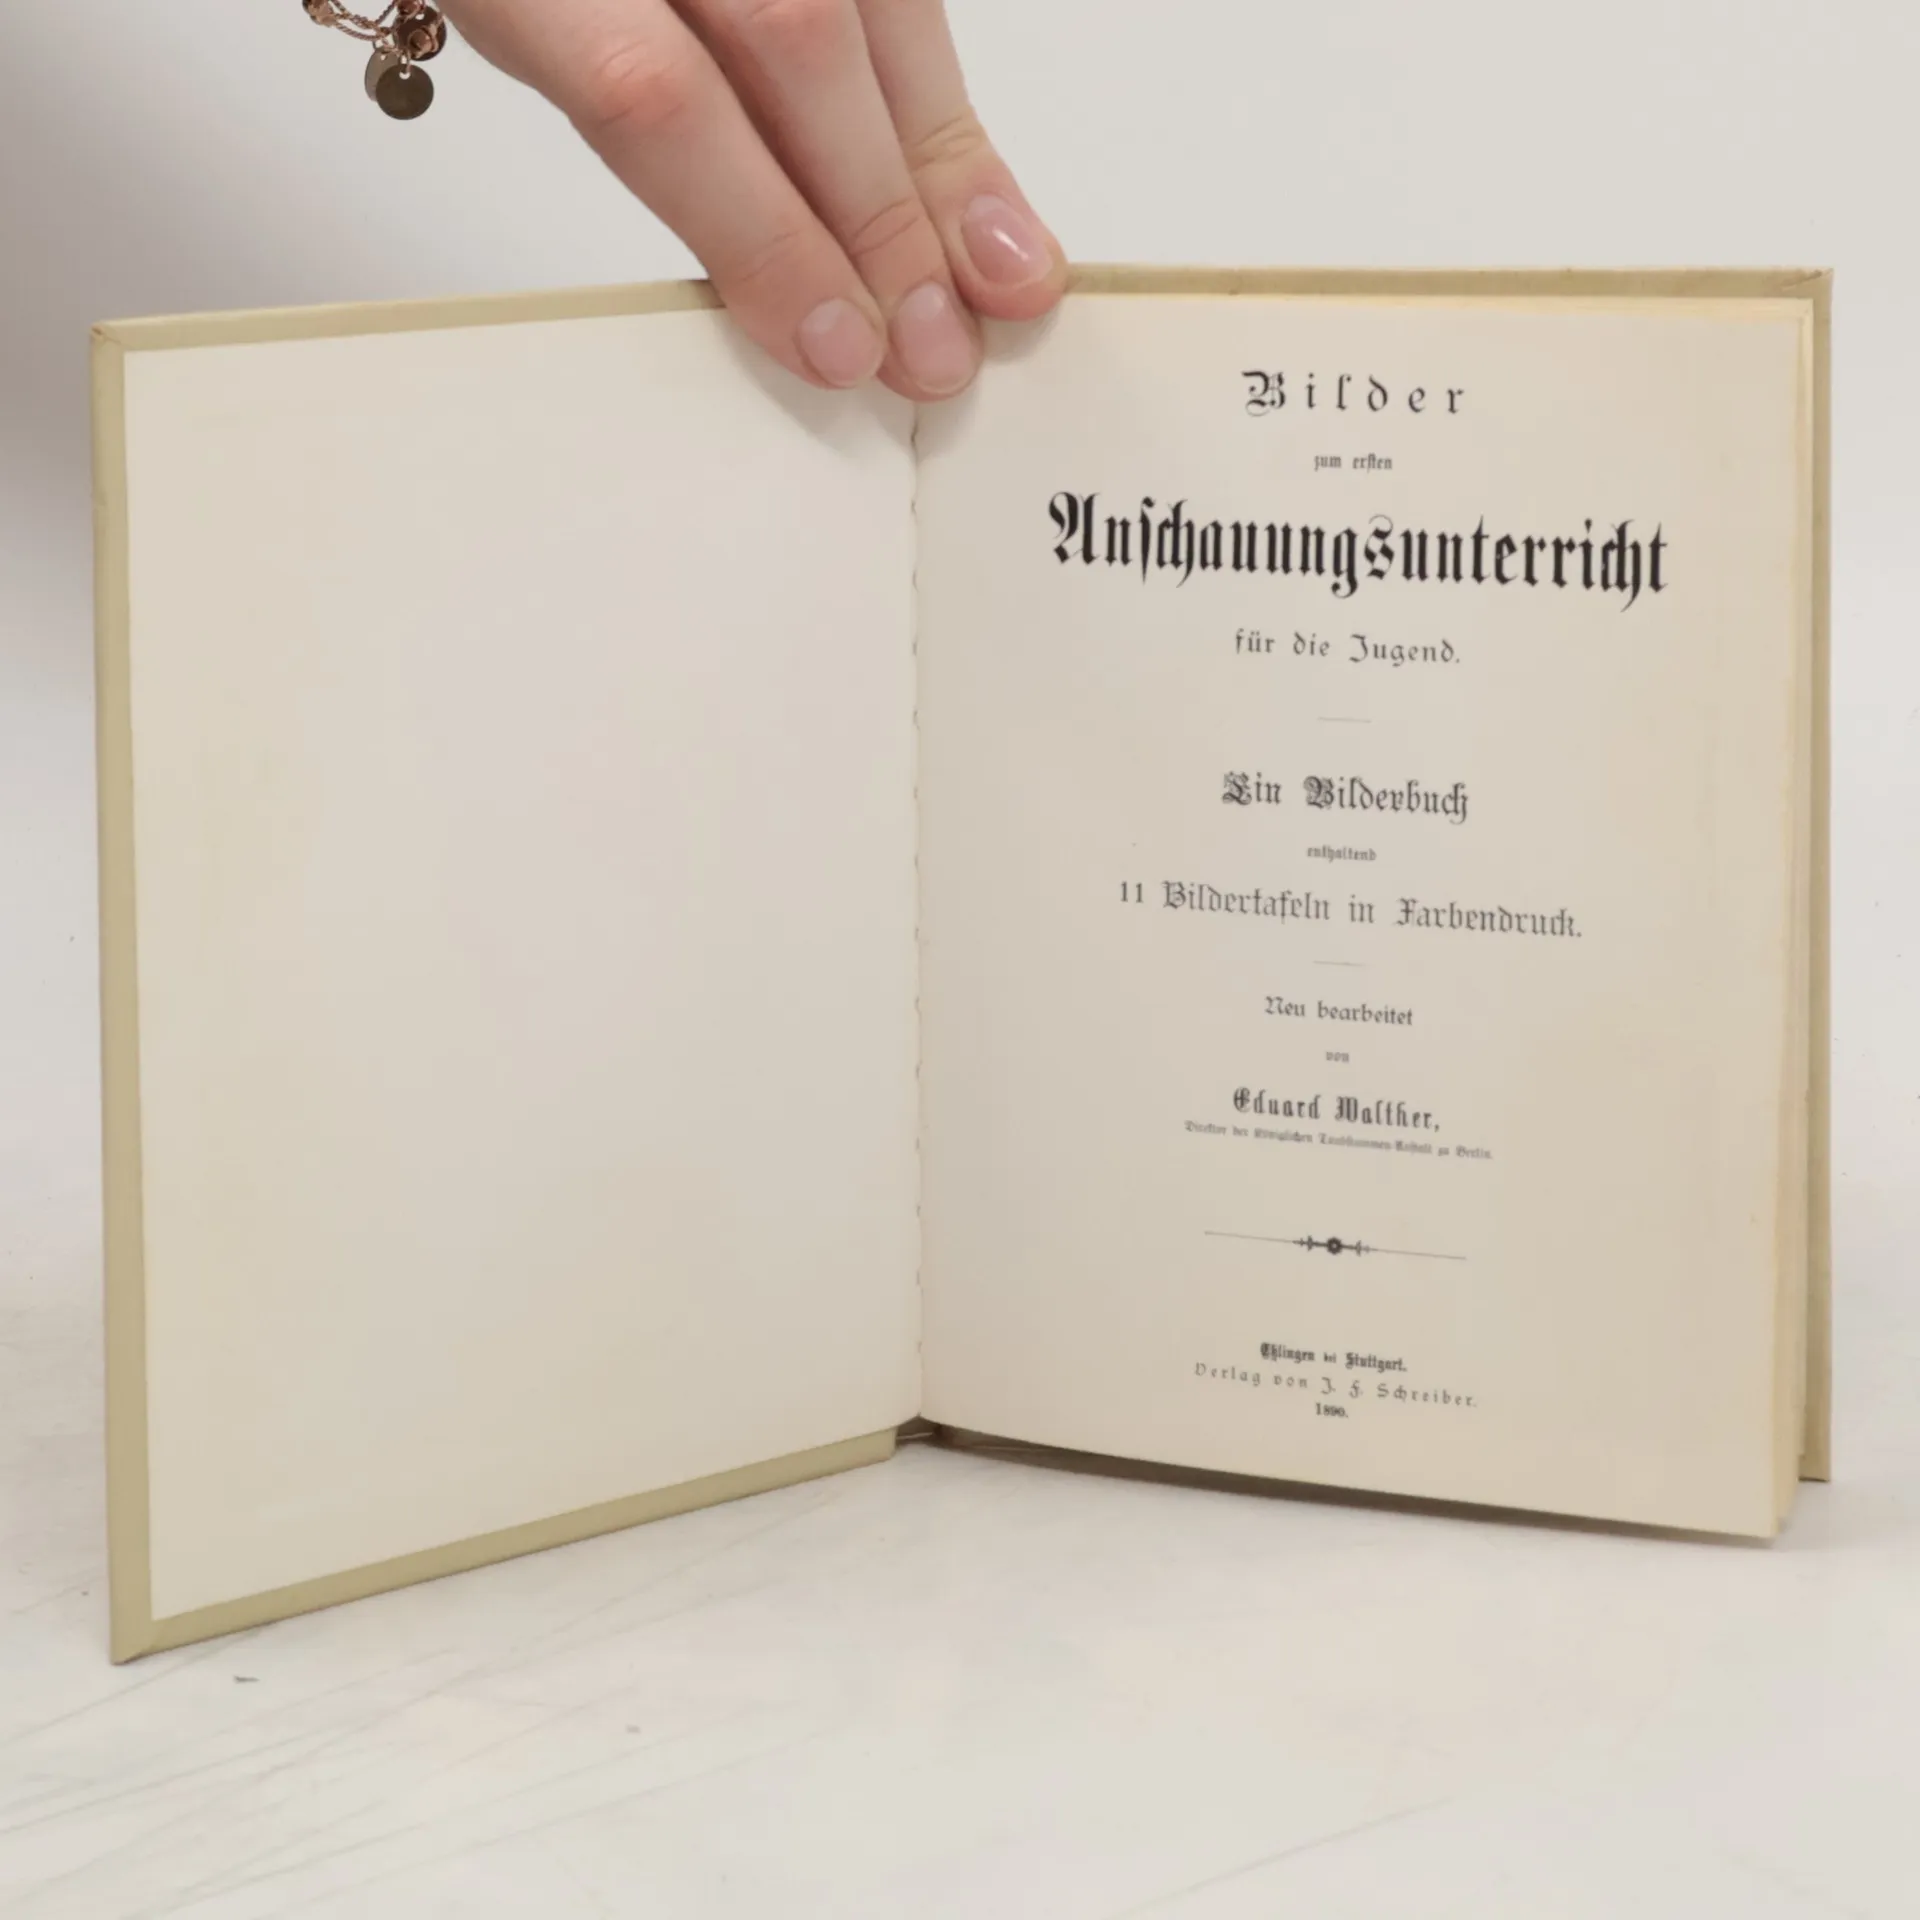 Bilder
zum erſten
Anſchauungsunterricht
für die Jugend.
Ein Bilderbuch
enthaltend
11 Bildertafeln in Farbendruck.
Neu bearbeitet
von
Eduard Walther,
Direktor der Königlichen Taubſtummen-Anſtalt zu Berlin.
Eßlingen bei Stuttgart.
Verlag von J. F. Schreiber.
1890.